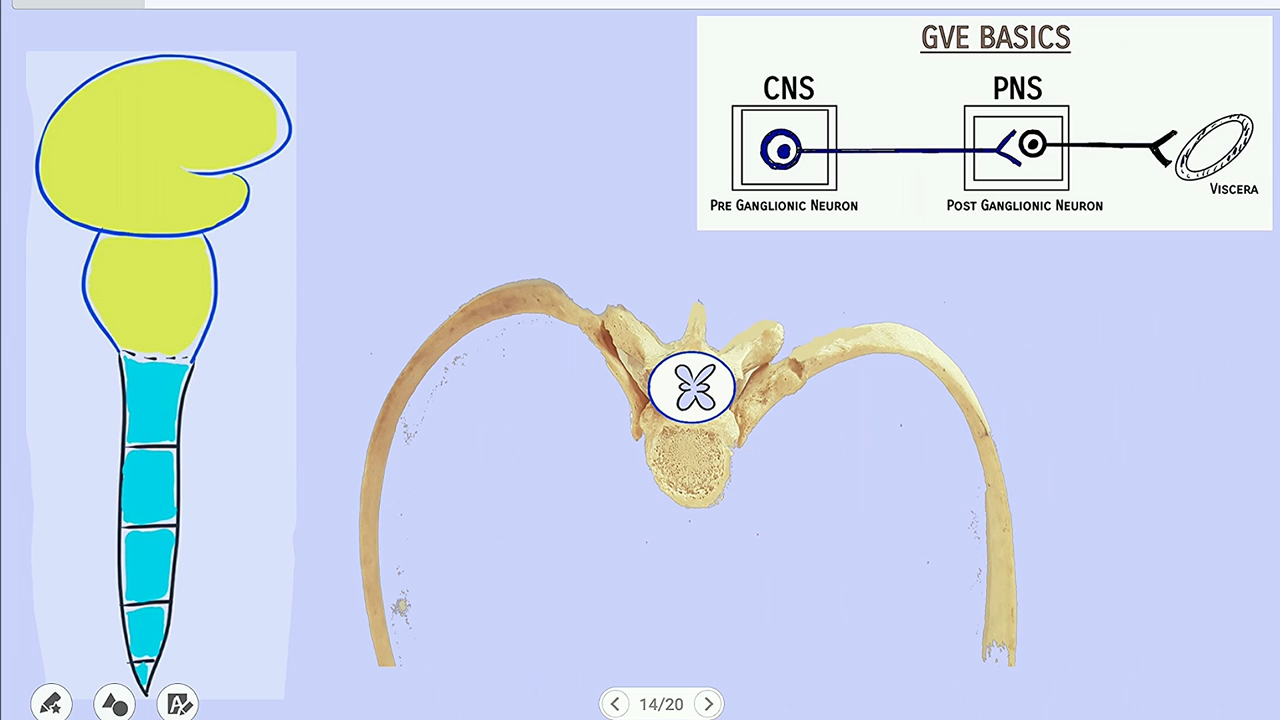 GVE BASICS
CNS
PNS
PRE GANGLIONIC NEURON
POST GANGLIONIC NEURON
VISCERA
14/20